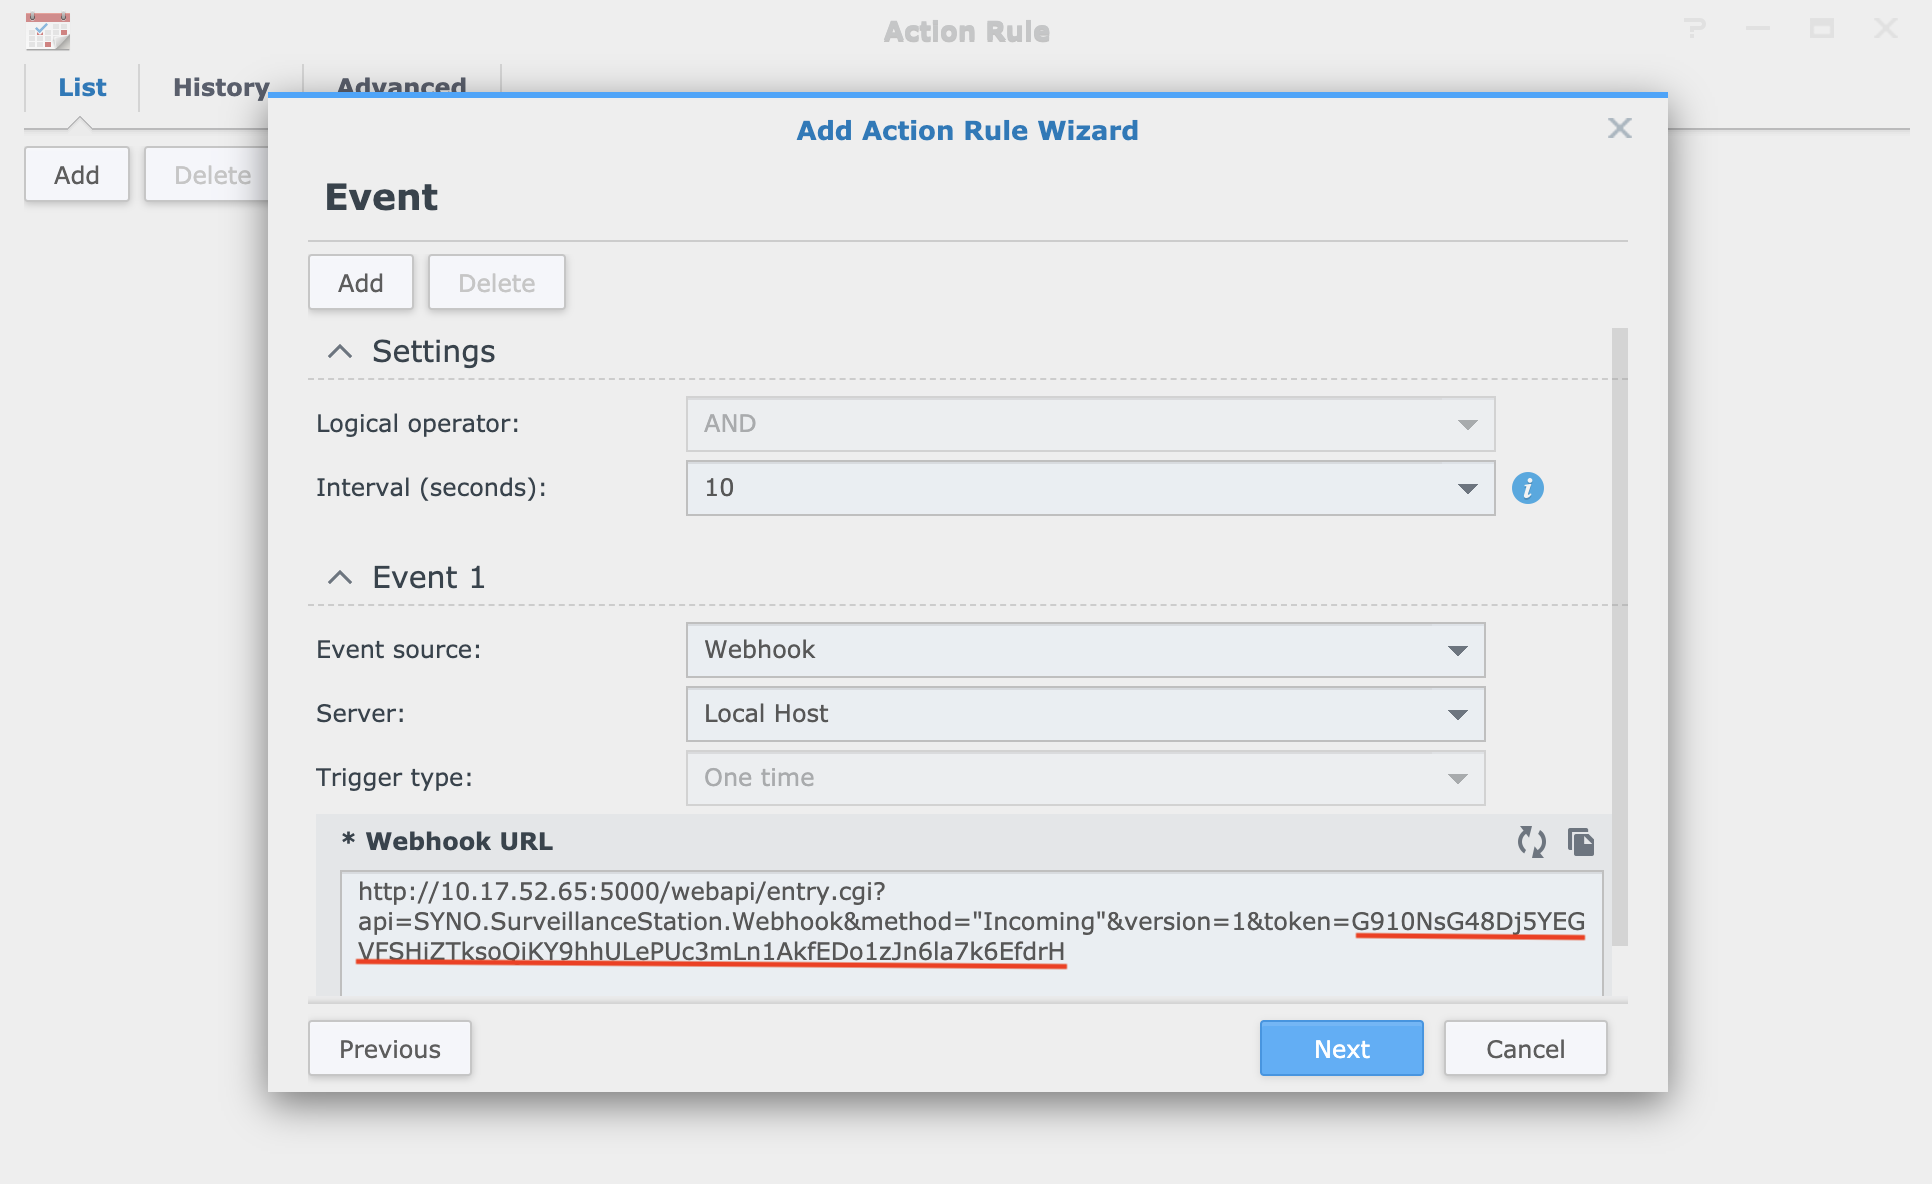 Action Rule
List
History
Advanced
Add
Delete
Add Action Rule Wizard
Event
Add
Delete
Settings
Logical operator:
AND
Interval (seconds):
10
i
Event 1
Event source:
Webhook
Server:
Local Host
Trigger type:
One time
* Webhook URL
http://10.17.52.65:5000/webapi/entry.cgi?
api=SYNO.SurveillanceStation.Webhook&method="Incoming"&version=1&token=G910NsG48Dj5YEG
VFSHiZTksoQiKY9hhULePUc3mLn1AkfEDo1zJn6la7k6EfdrH
Previous
Next
Cancel